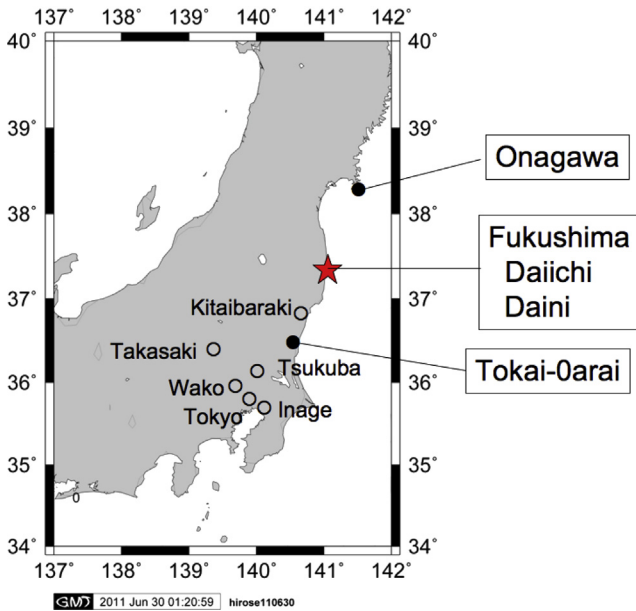 137˚ 138˚ 139˚ 140˚ 141˚ 142˚
40˚ 40˚
39˚ 39˚
Onagawa
38˚ 38˚
Fukushima
Daiichi
Daini
37˚ 37˚
Kitaibaraki
Takasaki
Tsukuba
Tokai-0arai
36˚ 36˚
Wako
Tokyo Inage
35˚ 35˚
0
34˚ 34˚
137˚ 138˚ 139˚ 140˚ 141˚ 142˚
GMT 2011 Jun 30 01:20:59 hirose110630